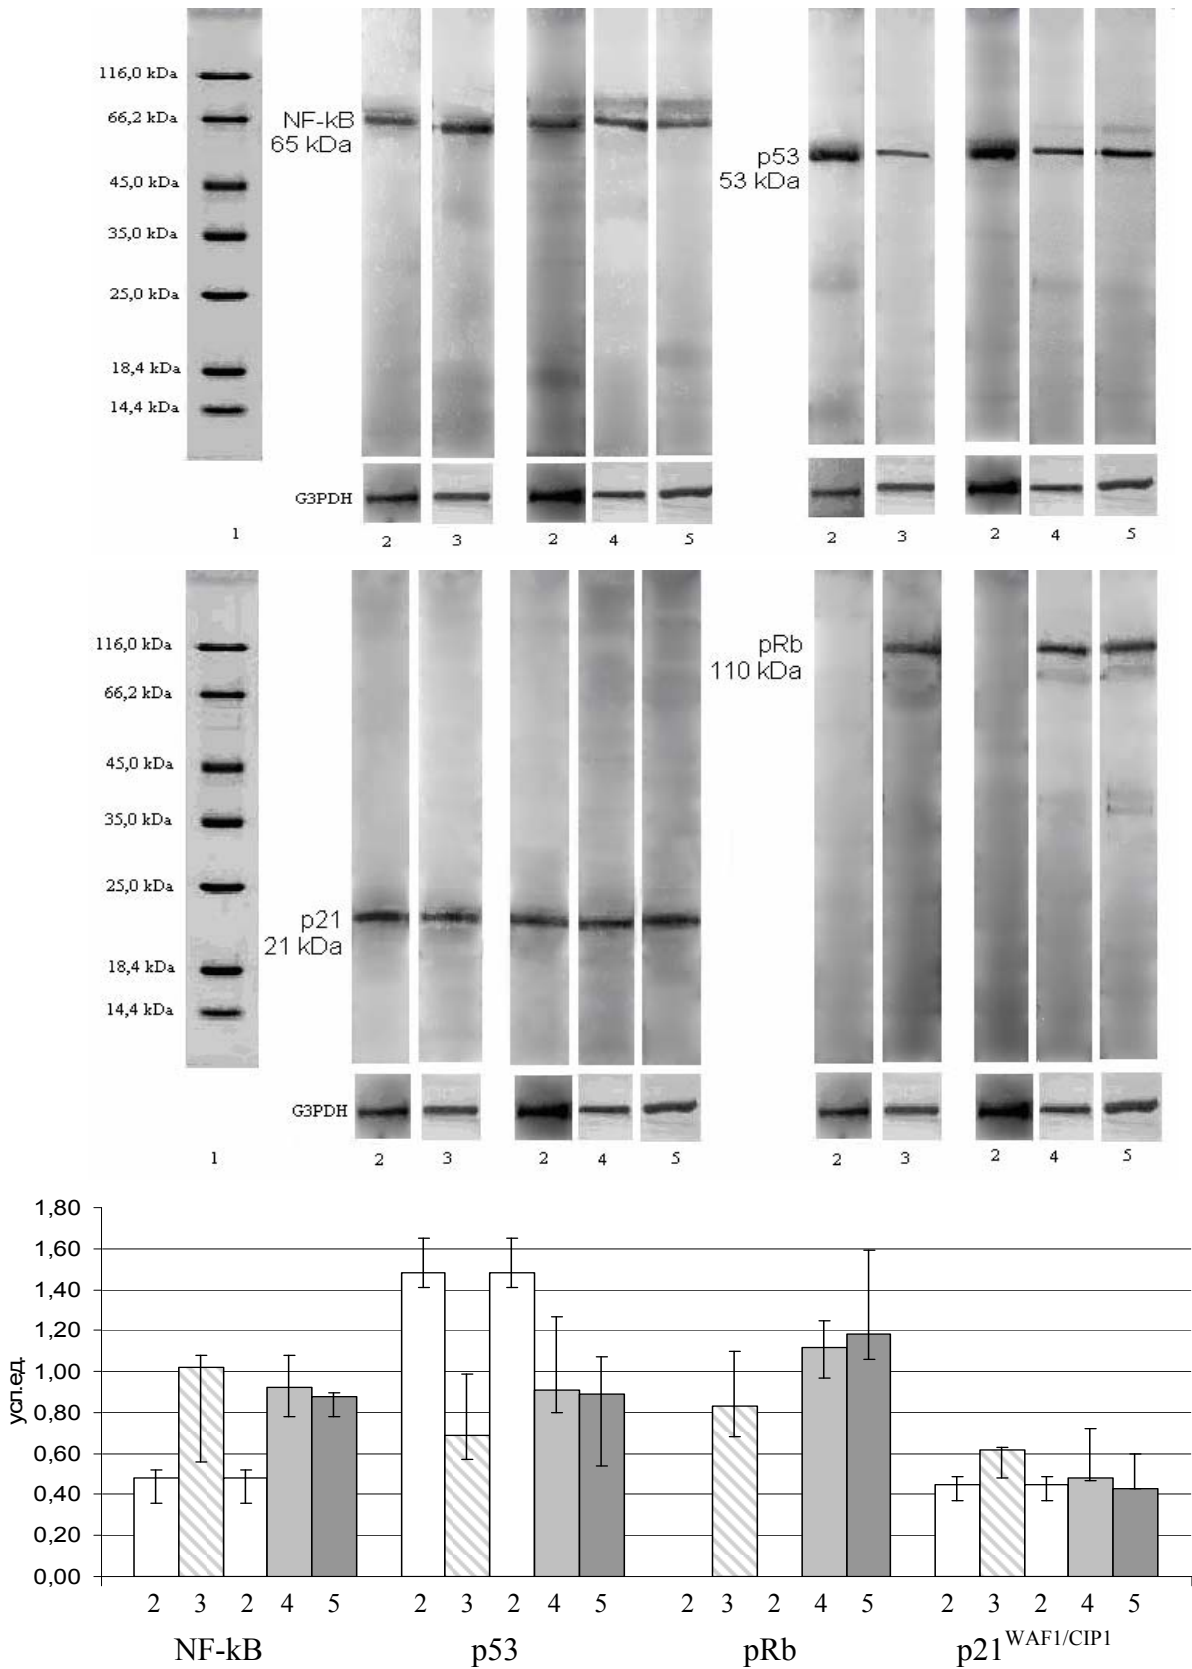 116,0 kDa
66,2 kDa
45,0 kDa
35,0 kDa
25,0 kDa
18,4 kDa
14,4 kDa
NF-kB
65 kDa
p53
53 kDa
G3PDH
1 2 3 2 4 5 2 3 2 4 5
116,0 kDa
66,2 kDa
45,0 kDa
35,0 kDa
25,0 kDa
18,4 kDa
14,4 kDa
p21
21 kDa
pRb
110 kDa
G3PDH
1 2 3 2 4 5 2 3 2 4 5
усл.ед.
1,80
1,60
1,40
1,20
1,00
0,80
0,60
0,40
0,20
0,00
2 3 2 4 5 2 3 2 4 5 2 3 2 4 5 2 3 2 4 5
NF-kB p53 pRb p21WAF1/CIP1